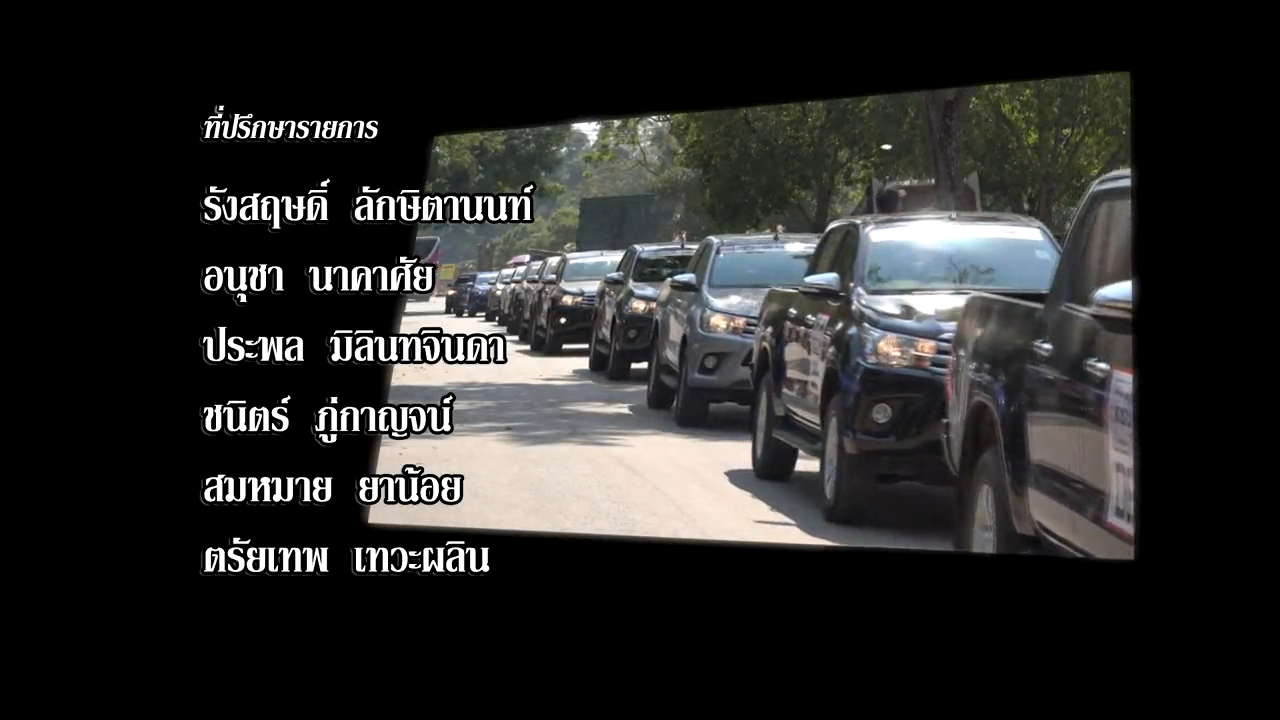 ที่ปรึกษารายการ
รังสฤษดิ์ ลักษิตานนท์
อนุชา นาคาศัย
ประพล มิลินทจินดา
ชนิตร์ ภู่กาญจน์
สมหมาย ยาน้อย
ตรัยเทพ เทวะผลิน